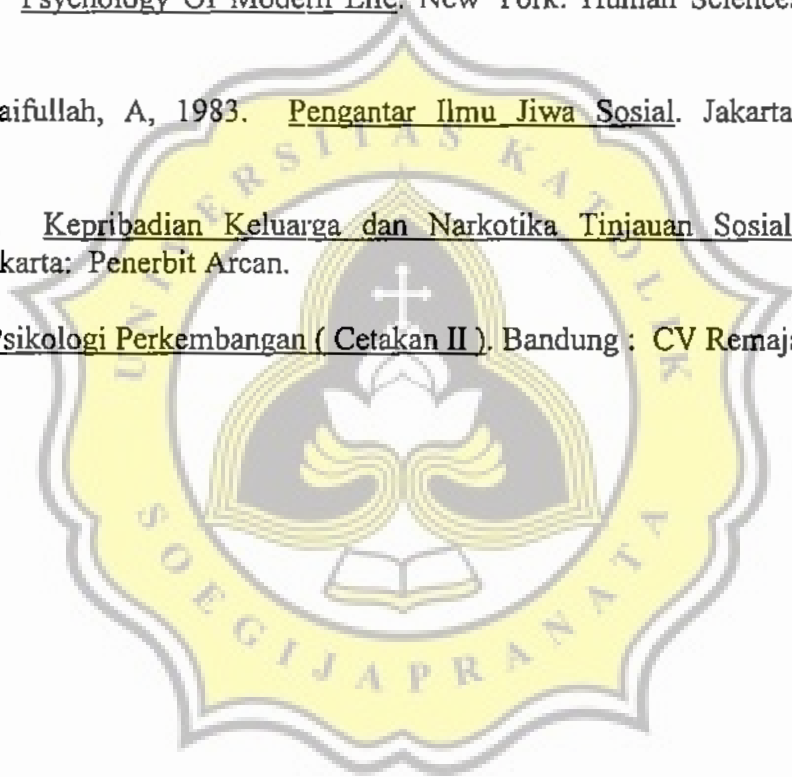 Psychology Of Modern Life. New York: Human Sciences
aifullah, A, 1983. Pengantar Ilmu Jiwa Sosial. Jakarta
Kepribadian Keluarga dan Narkotika Tinjauan Sosial
karta: Penerbit Arcan.
Psikologi Perkembangan ( Cetakan II ). Bandung : CV Remaja
UNIVERSITAS KATOLIK
SOEGIJAPRANATA